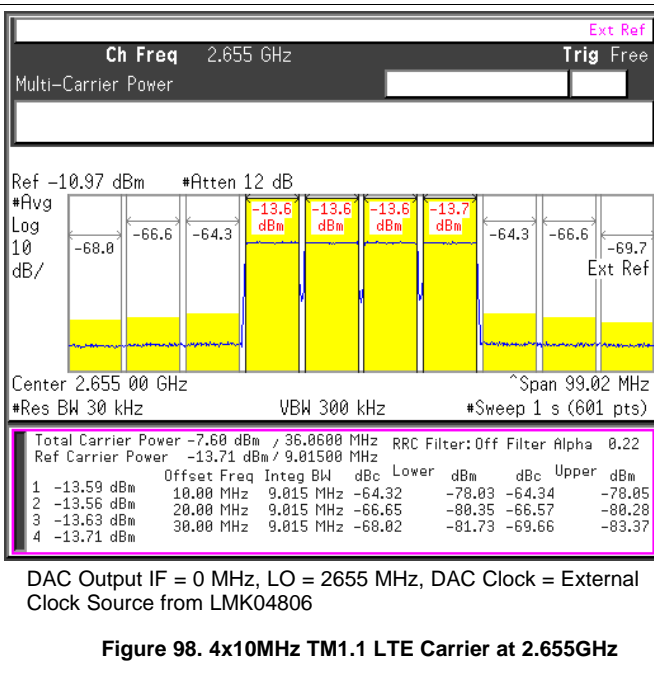 Ext Ref
Ch Freq 2.655 GHz Trig Free
Multi-Carrier Power
Ref -10.97 dBm #Atten 12 dB
#Avg
Log
10
dB/
-68.0 -66.6 -64.3 -13.6 dBm -13.6 dBm -13.6 dBm -13.7 dBm -64.3 -66.6 -69.7
Ext Ref
Center 2.655 00 GHz ^Span 99.02 MHz
#Res BW 30 kHz VBW 300 kHz #Sweep 1 s (601 pts)
Total Carrier Power -7.60 dBm / 36.0600 MHz RRC Filter: Off Filter Alpha 0.22
Ref Carrier Power -13.71 dBm / 9.01500 MHz
Offset Freq Integ BW dBc Lower dBm dBc Upper dBm
1 -13.59 dBm 10.00 MHz 9.015 MHz -64.32 -78.03 -64.34 -78.05
2 -13.56 dBm 20.00 MHz 9.015 MHz -66.65 -80.35 -66.57 -80.28
3 -13.63 dBm 30.00 MHz 9.015 MHz -68.02 -81.73 -69.66 -83.37
4 -13.71 dBm
DAC Output IF = 0 MHz, LO = 2655 MHz, DAC Clock = External
Clock Source from LMK04806
Figure 98. 4x10MHz TM1.1 LTE Carrier at 2.655GHz